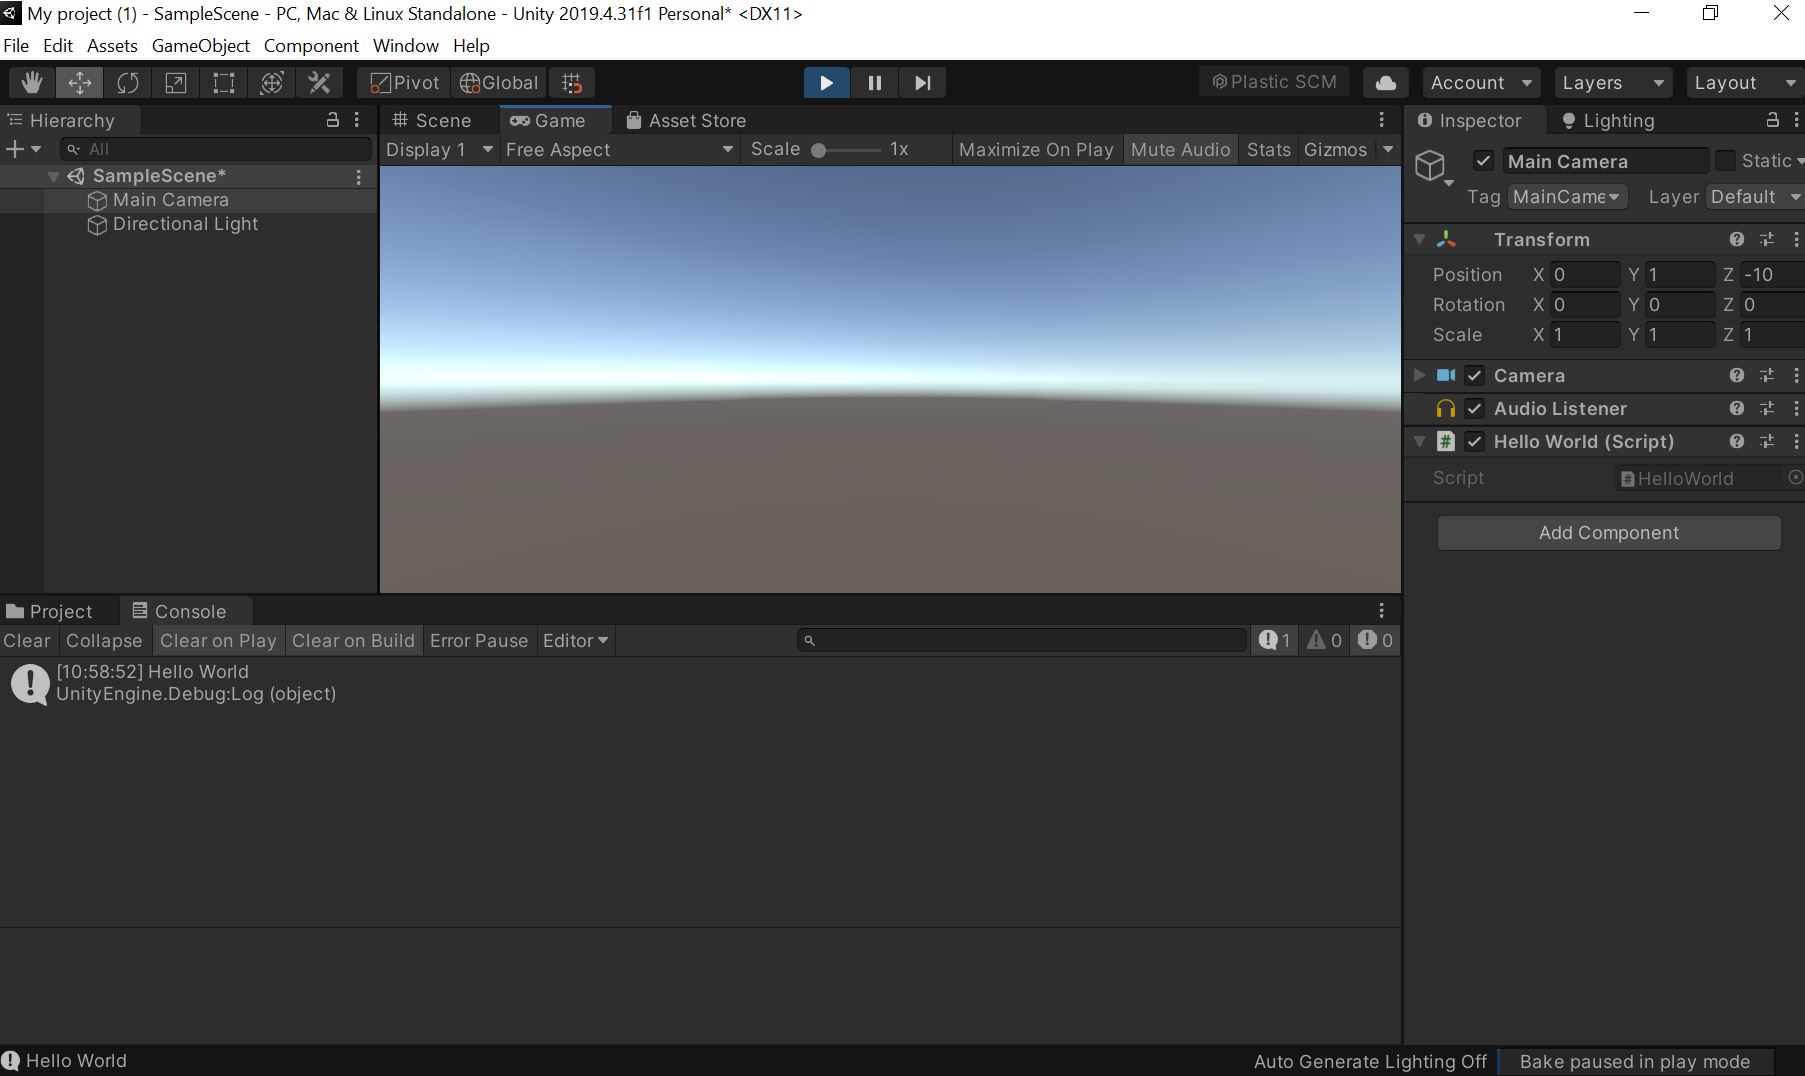 My project (1) - SampleScene - PC, Mac & Linux Standalone - Unity 2019.4.31f1 Personal* <DX11>
File Edit Assets GameObject Component Window Help
Pivot Global Plastic SCM Account Layers Layout
Hierarchy
All
SampleScene*
Main Camera
Directional Light
Scene Game Asset Store
Display 1 Free Aspect Scale 1x Maximize On Play Mute Audio Stats Gizmos
Inspector Lighting
Main Camera Static
Tag MainCame Layer Default
Transform
Position X 0 Y 1 Z -10
Rotation X 0 Y 0 Z 0
Scale X 1 Y 1 Z 1
Camera
Audio Listener
# Hello World (Script)
Script # HelloWorld
Add Component
Project Console
Clear Collapse Clear on Play Clear on Build Error Pause Editor 1 0 0
[10:58:52] Hello World
UnityEngine.Debug:Log (object)
Hello World
Auto Generate Lighting Off Bake paused in play mode